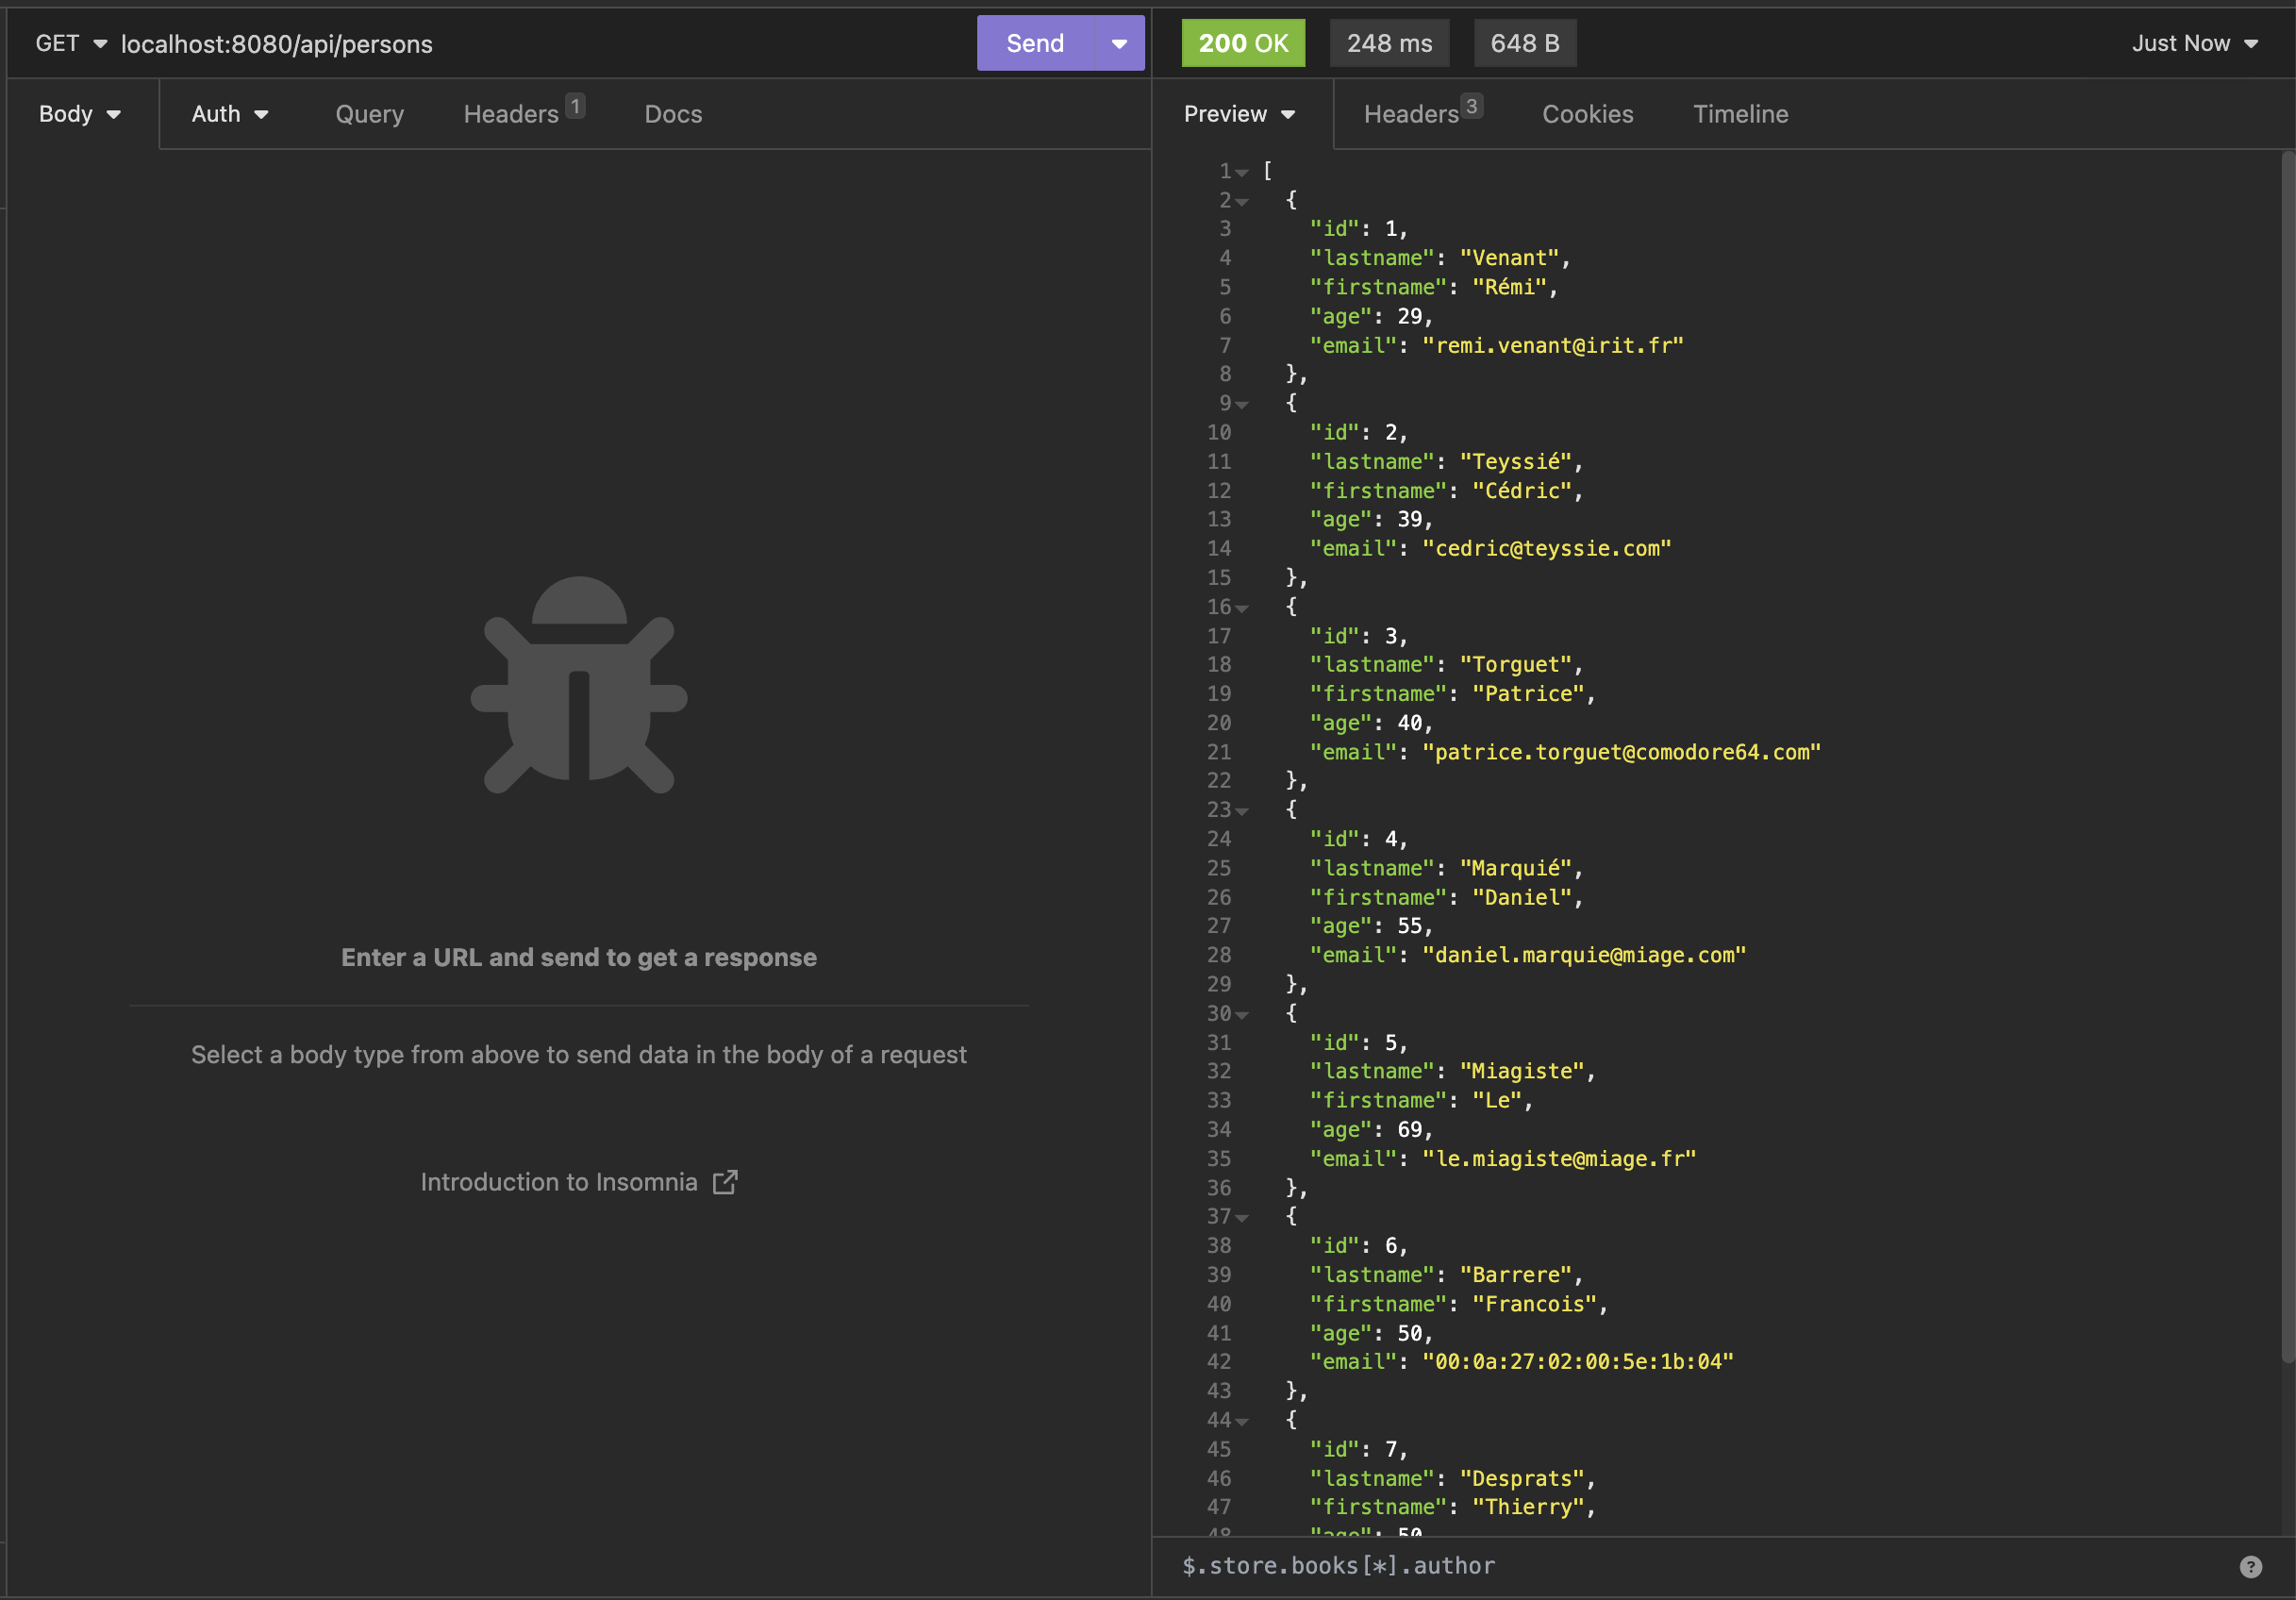 GET localhost:8080/api/persons Send
Body Auth Query Headers 1 Docs
Enter a URL and send to get a response
Select a body type from above to send data in the body of a request
Introduction to Insomnia
200 OK 248 ms 648 B Just Now
Preview Headers 3 Cookies Timeline
1 [
2 {
3 "id": 1,
4 "lastname": "Venant",
5 "firstname": "Rémi",
6 "age": 29,
7 "email": "remi.venant@irit.fr"
8 },
9 {
10 "id": 2,
11 "lastname": "Teyssié",
12 "firstname": "Cédric",
13 "age": 39,
14 "email": "cedric@teyssie.com"
15 },
16 {
17 "id": 3,
18 "lastname": "Torguet",
19 "firstname": "Patrice",
20 "age": 40,
21 "email": "patrice.torguet@comodore64.com"
22 },
23 {
24 "id": 4,
25 "lastname": "Marquié",
26 "firstname": "Daniel",
27 "age": 55,
28 "email": "daniel.marquie@miage.com"
29 },
30 {
31 "id": 5,
32 "lastname": "Miagiste",
33 "firstname": "Le",
34 "age": 69,
35 "email": "le.miagiste@miage.fr"
36 },
37 {
38 "id": 6,
39 "lastname": "Barrere",
40 "firstname": "Francois",
41 "age": 50,
42 "email": "00:0a:27:02:00:5e:1b:04"
43 },
44 {
45 "id": 7,
46 "lastname": "Desprats",
47 "firstname": "Thierry",
48 "age": 50
$.store.books[*].author ?